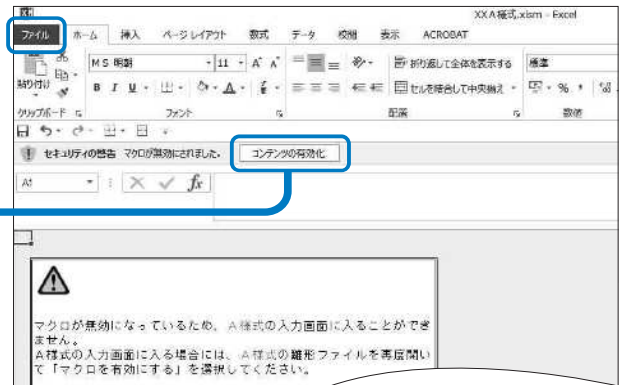 XXA様式.xlsm - Excel
ファイル ホーム 挿入 ページ レイアウト 数式 データ 校閲 表示 ACROBAT
貼り付け MS 明朝 11 A A 折り返して全体を表示する 標準
B I U A セルを結合して中央揃え % ,
クリップボード フォント 配置 数値
セキュリティの警告 マクロが無効にされました。 コンテンツの有効化
A1 fx
マクロが無効になっているため、A様式の入力画面に入ることができ
ません。
A様式の入力画面に入る場合には、A様式の雛形ファイルを再度開い
て「マクロを有効にする」を選択してください。